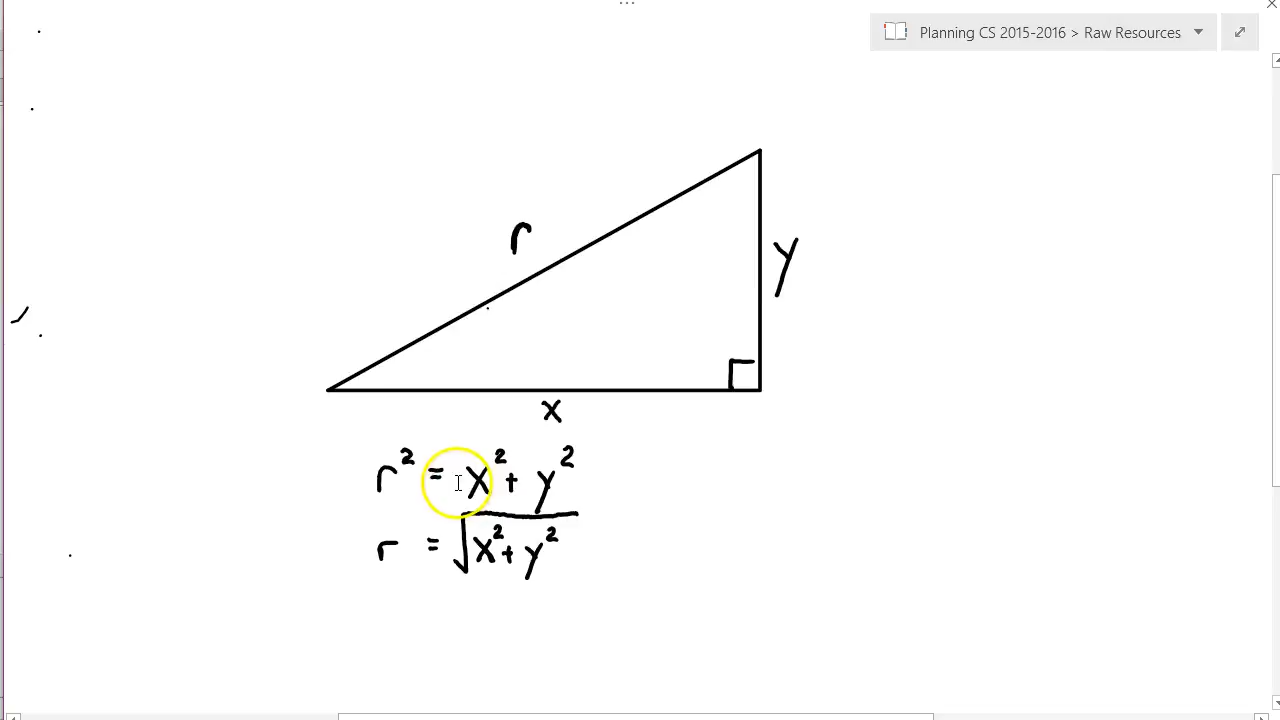 Planning CS 2015-2016 > Raw Resources
r
y
x
r² = x² + y²
r = √x² + y²